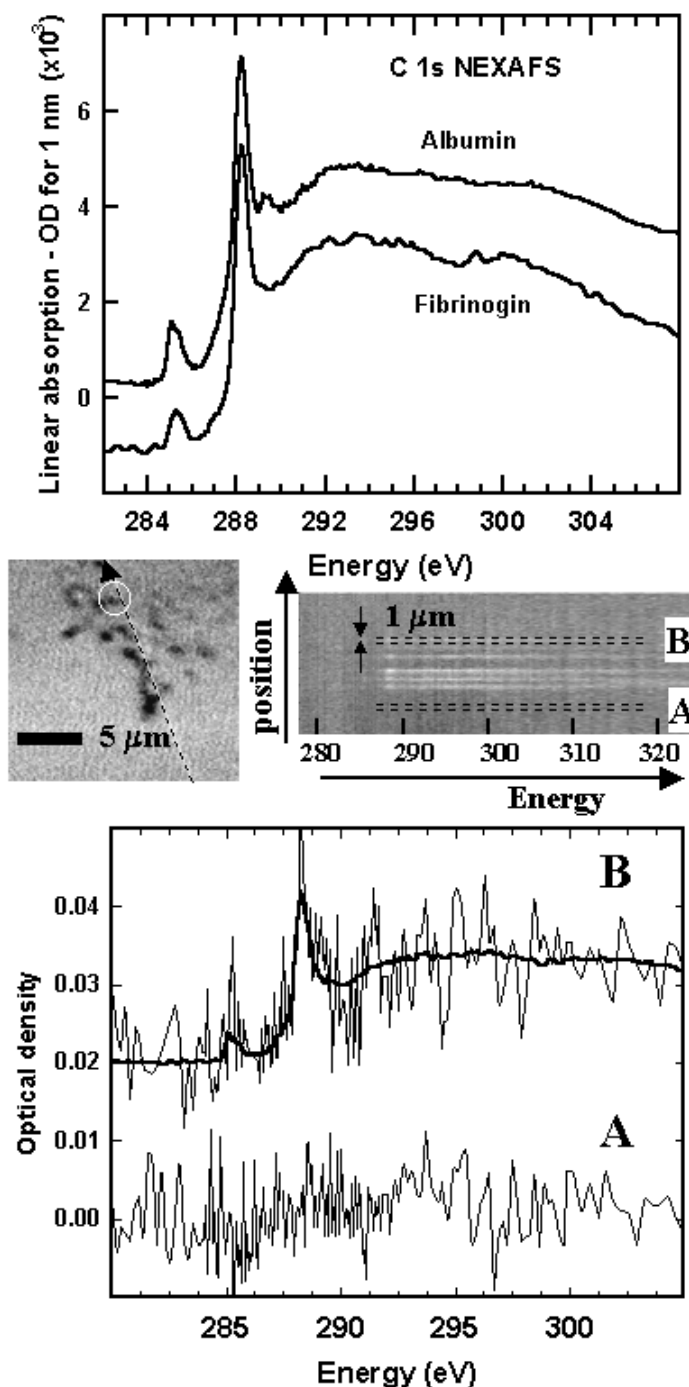 Linear absorption - OD for 1 nm (x10³)
6
4
2
0
C 1s NEXAFS
Albumin
Fibrinogin
284 288 292 296 300 304
Energy (eV)
5 μm
position
1 μm
B
A
280 290 300 310 320
Energy
Optical density
0.04
0.03
0.02
0.01
0.00
B
A
285 290 295 300
Energy (eV)